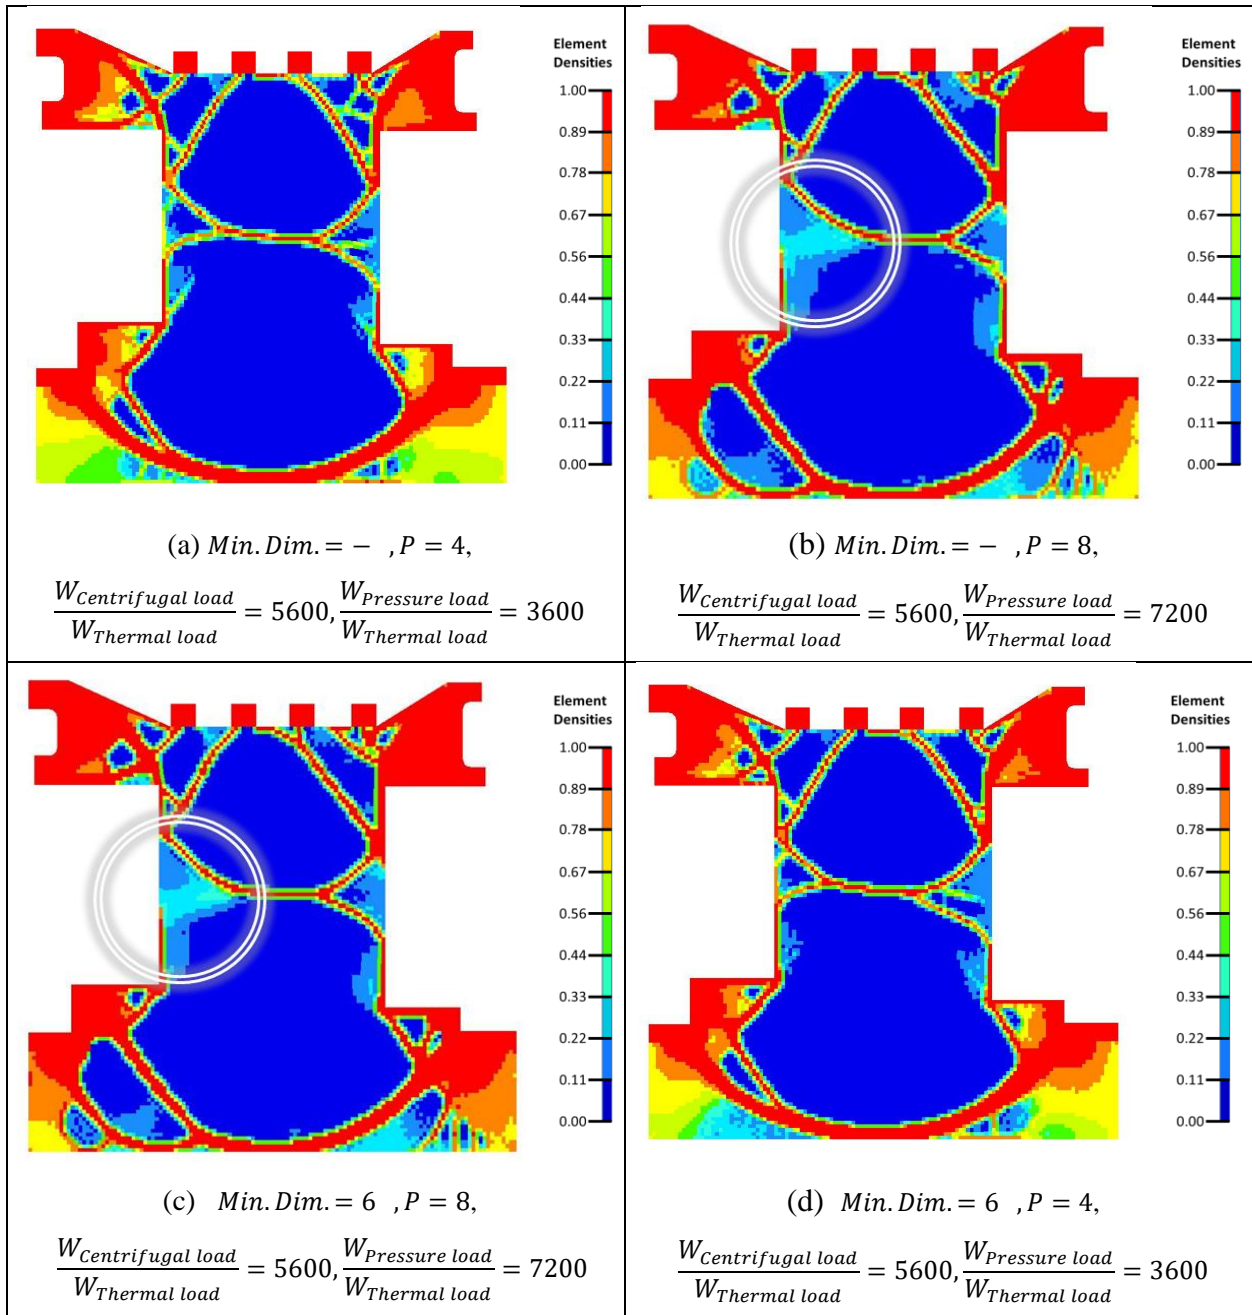 Element
Densities
1.00
0.89
0.78
0.67
0.56
0.44
0.33
0.22
0.11
0.00
(a) Min. Dim. = − , P = 4,
W_Centrifugal load / W_Thermal load = 5600, W_Pressure load / W_Thermal load = 3600
Element
Densities
1.00
0.89
0.78
0.67
0.56
0.44
0.33
0.22
0.11
0.00
(b) Min. Dim. = − , P = 8,
W_Centrifugal load / W_Thermal load = 5600, W_Pressure load / W_Thermal load = 7200
Element
Densities
1.00
0.89
0.78
0.67
0.56
0.44
0.33
0.22
0.11
0.00
(c) Min. Dim. = 6 , P = 8,
W_Centrifugal load / W_Thermal load = 5600, W_Pressure load / W_Thermal load = 7200
Element
Densities
1.00
0.89
0.78
0.67
0.56
0.44
0.33
0.22
0.11
0.00
(d) Min. Dim. = 6 , P = 4,
W_Centrifugal load / W_Thermal load = 5600, W_Pressure load / W_Thermal load = 3600